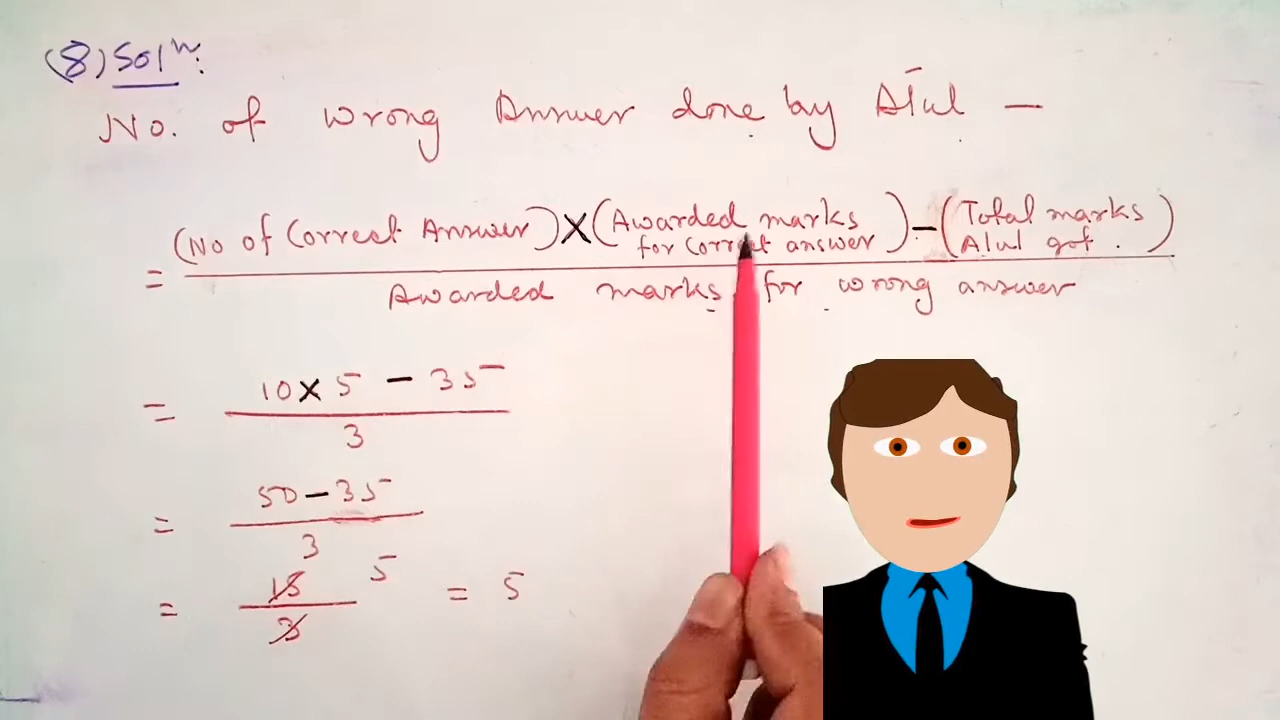 (8) Solⁿ:
No. of Wrong Answer done by Atul —
(No of Correct Answer) × (Awarded marks for correct answer) - (Total marks Atul got.)
= Awarded marks for wrong answer
= 10 × 5 - 35
3
= 50 - 35
3
= 15 5 = 5
3